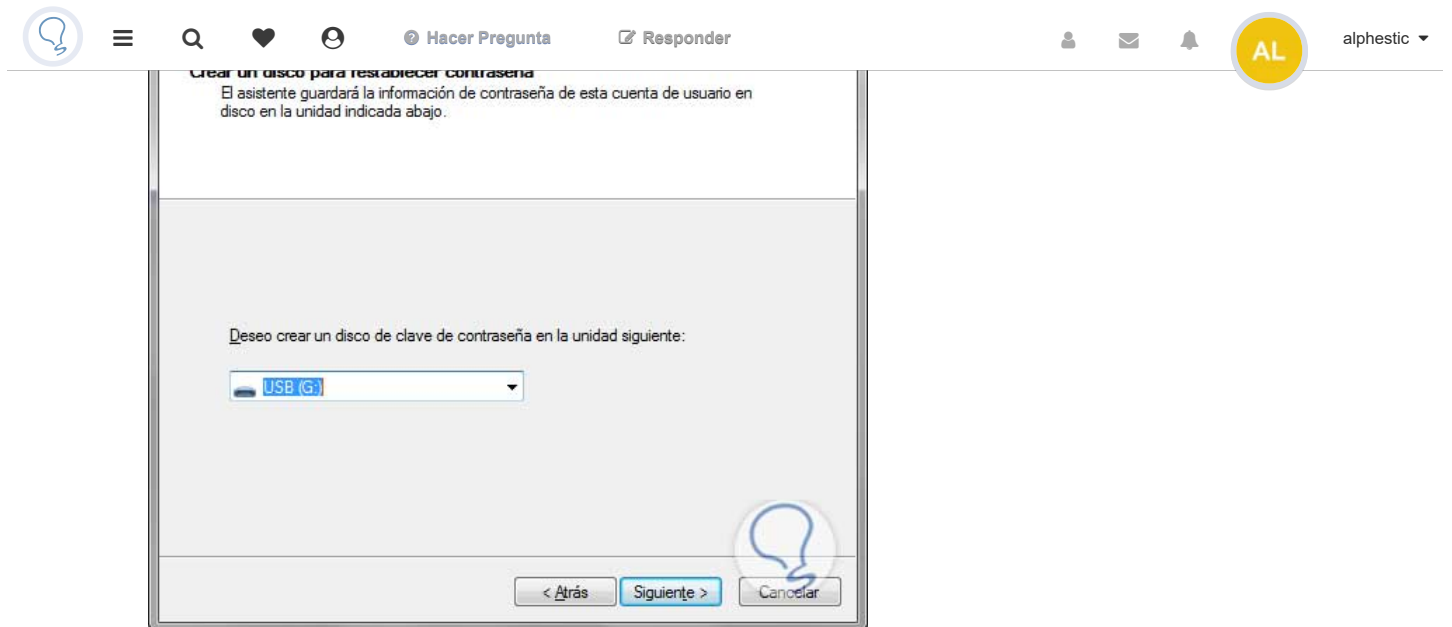 Hacer Pregunta
Responder
AL
alphestic
Crear un disco para restablecer contraseña
El asistente guardará la información de contraseña de esta cuenta de usuario en
disco en la unidad indicada abajo.
Deseo crear un disco de clave de contraseña en la unidad siguiente:
USB (G:)
< Atrás
Siguiente >
Cancelar